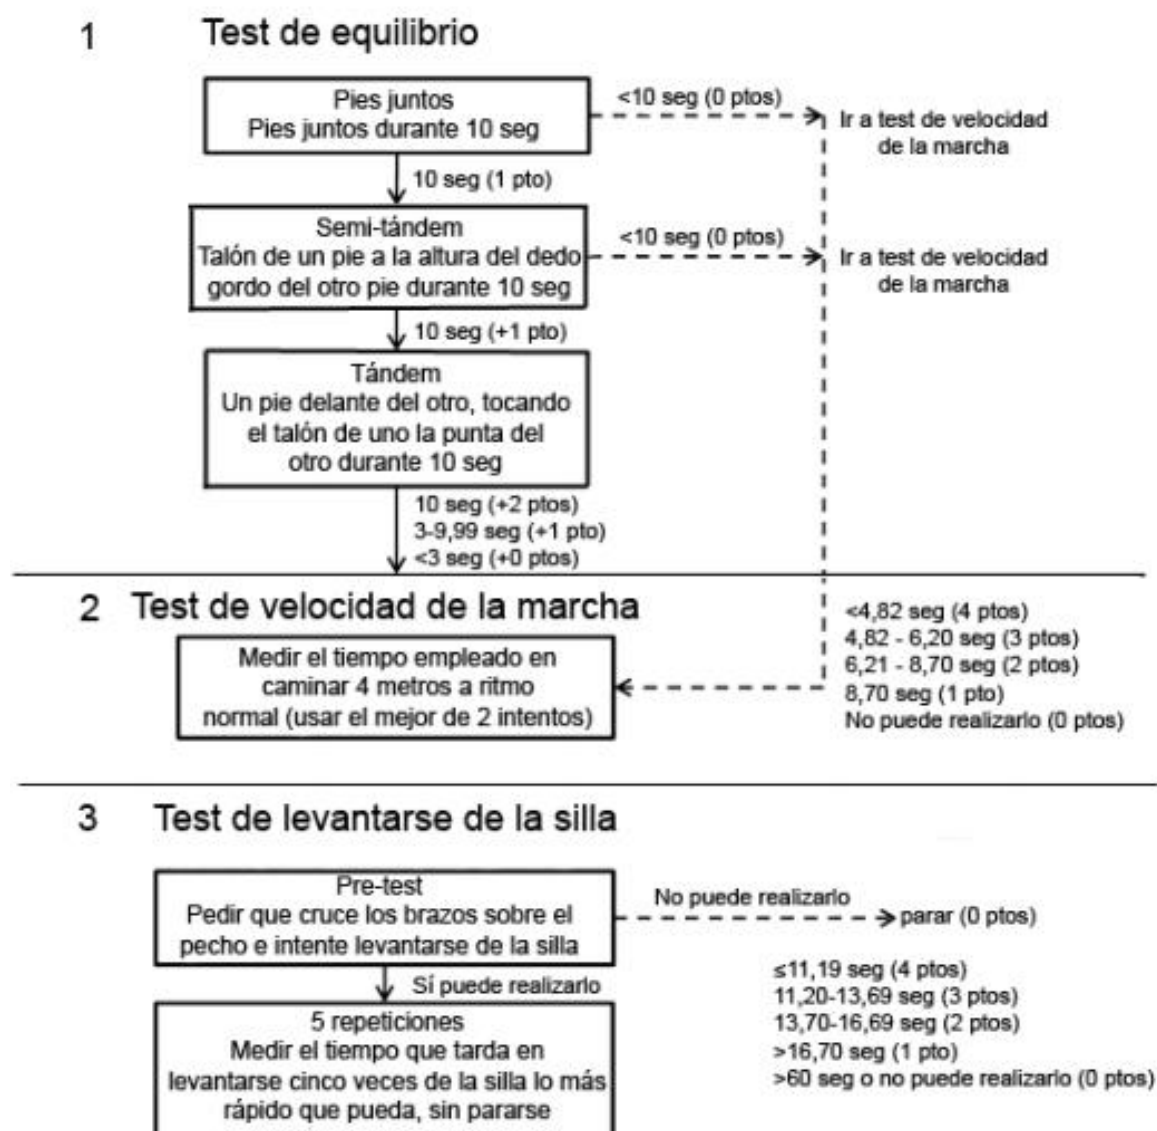 1 Test de equilibrio
Pies juntos
Pies juntos durante 10 seg
<10 seg (0 ptos)
Ir a test de velocidad
de la marcha
10 seg (1 pto)
Semi-tándem
Talón de un pie a la altura del dedo
gordo del otro pie durante 10 seg
<10 seg (0 ptos)
Ir a test de velocidad
de la marcha
10 seg (+1 pto)
Tándem
Un pie delante del otro, tocando
el talón de uno la punta del
otro durante 10 seg
10 seg (+2 ptos)
3-9,99 seg (+1 pto)
<3 seg (+0 ptos)
2 Test de velocidad de la marcha
Medir el tiempo empleado en
caminar 4 metros a ritmo
normal (usar el mejor de 2 intentos)
<4,82 seg (4 ptos)
4,82 - 6,20 seg (3 ptos)
6,21 - 8,70 seg (2 ptos)
8,70 seg (1 pto)
No puede realizarlo (0 ptos)
3 Test de levantarse de la silla
Pre-test
Pedir que cruce los brazos sobre el
pecho e intente levantarse de la silla
No puede realizarlo
parar (0 ptos)
Sí puede realizarlo
5 repeticiones
Medir el tiempo que tarda en
levantarse cinco veces de la silla lo más
rápido que pueda, sin pararse
≤11,19 seg (4 ptos)
11,20-13,69 seg (3 ptos)
13,70-16,69 seg (2 ptos)
>16,70 seg (1 pto)
>60 seg o no puede realizarlo (0 ptos)